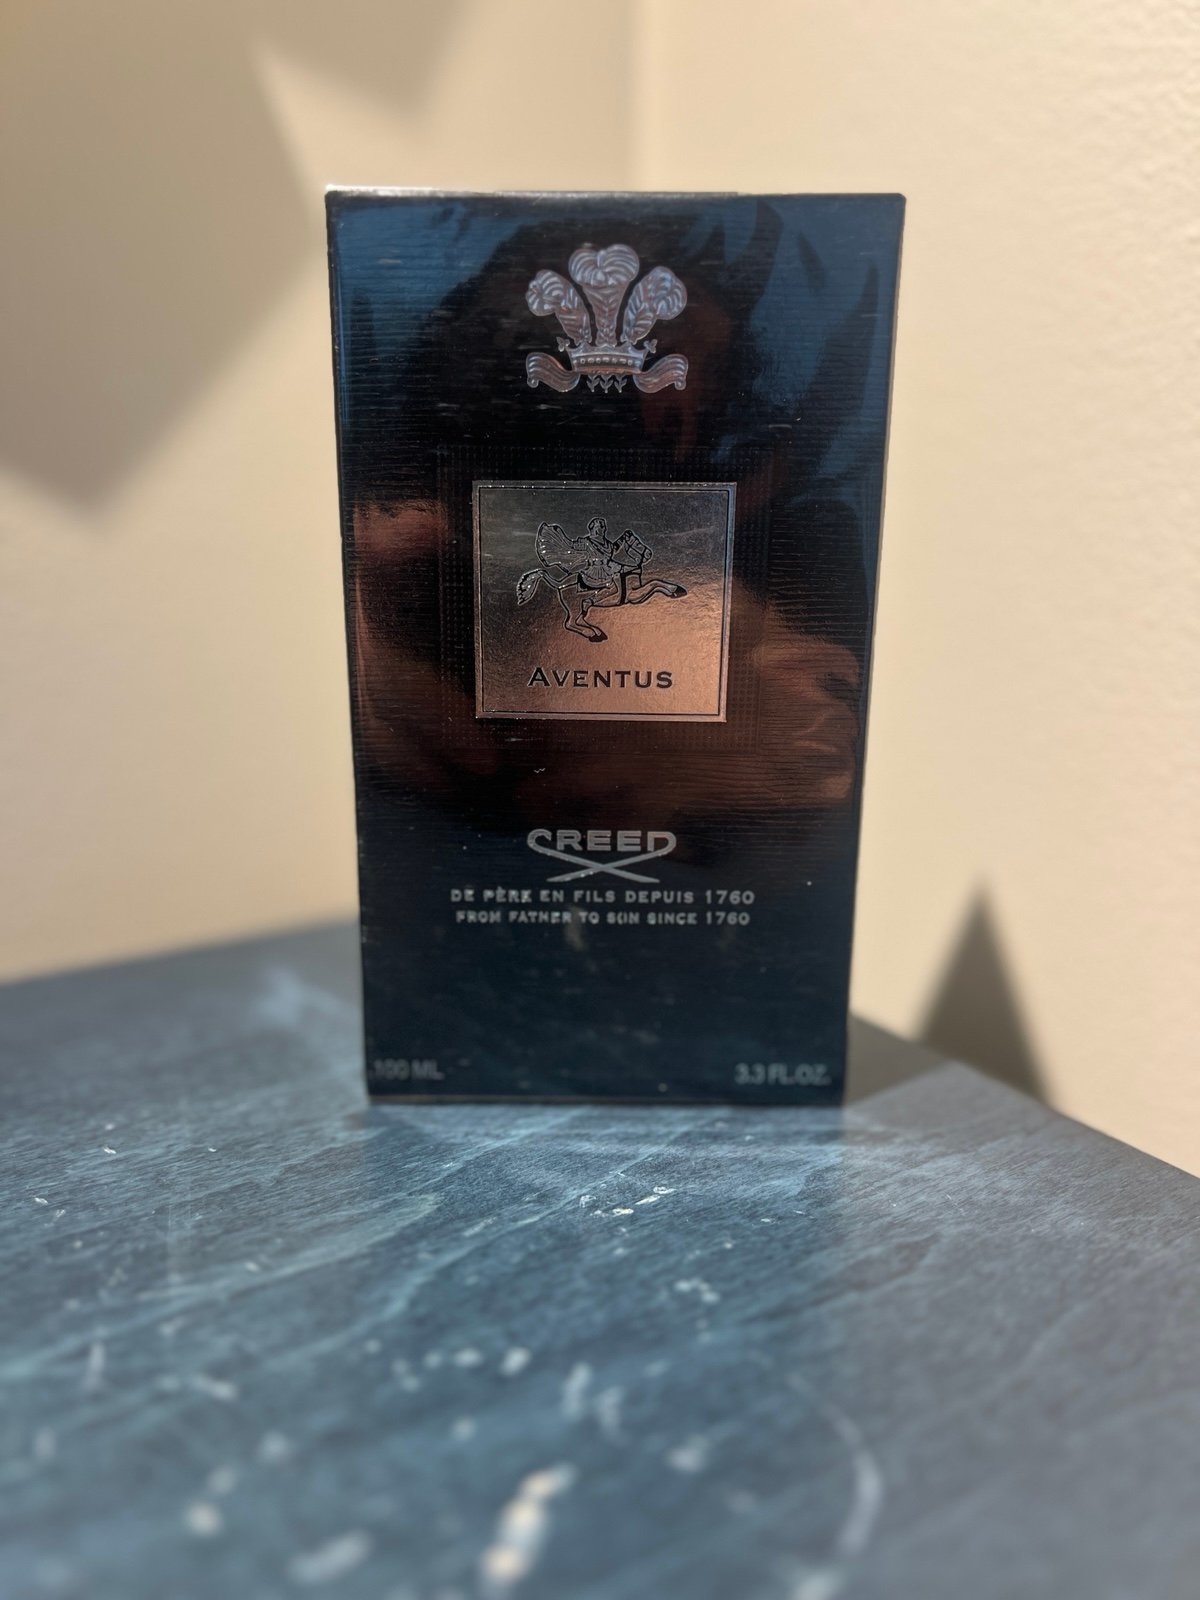 AVENTUS
CREED
DE PÈRE EN FILS DEPUIS 1760
FROM FATHER TO SON SINCE 1760
100 ML
3.3 FL.OZ.